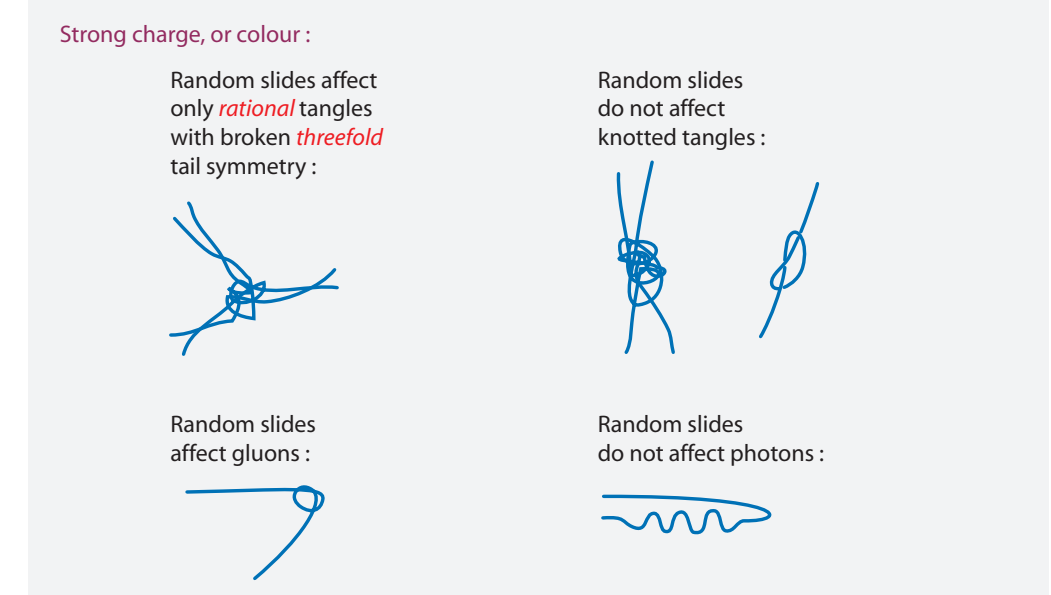 Strong charge, or colour :
Random slides affect
only rational tangles
with broken threefold
tail symmetry :
Random slides
do not affect
knotted tangles :
Random slides
affect gluons :
Random slides
do not affect photons :